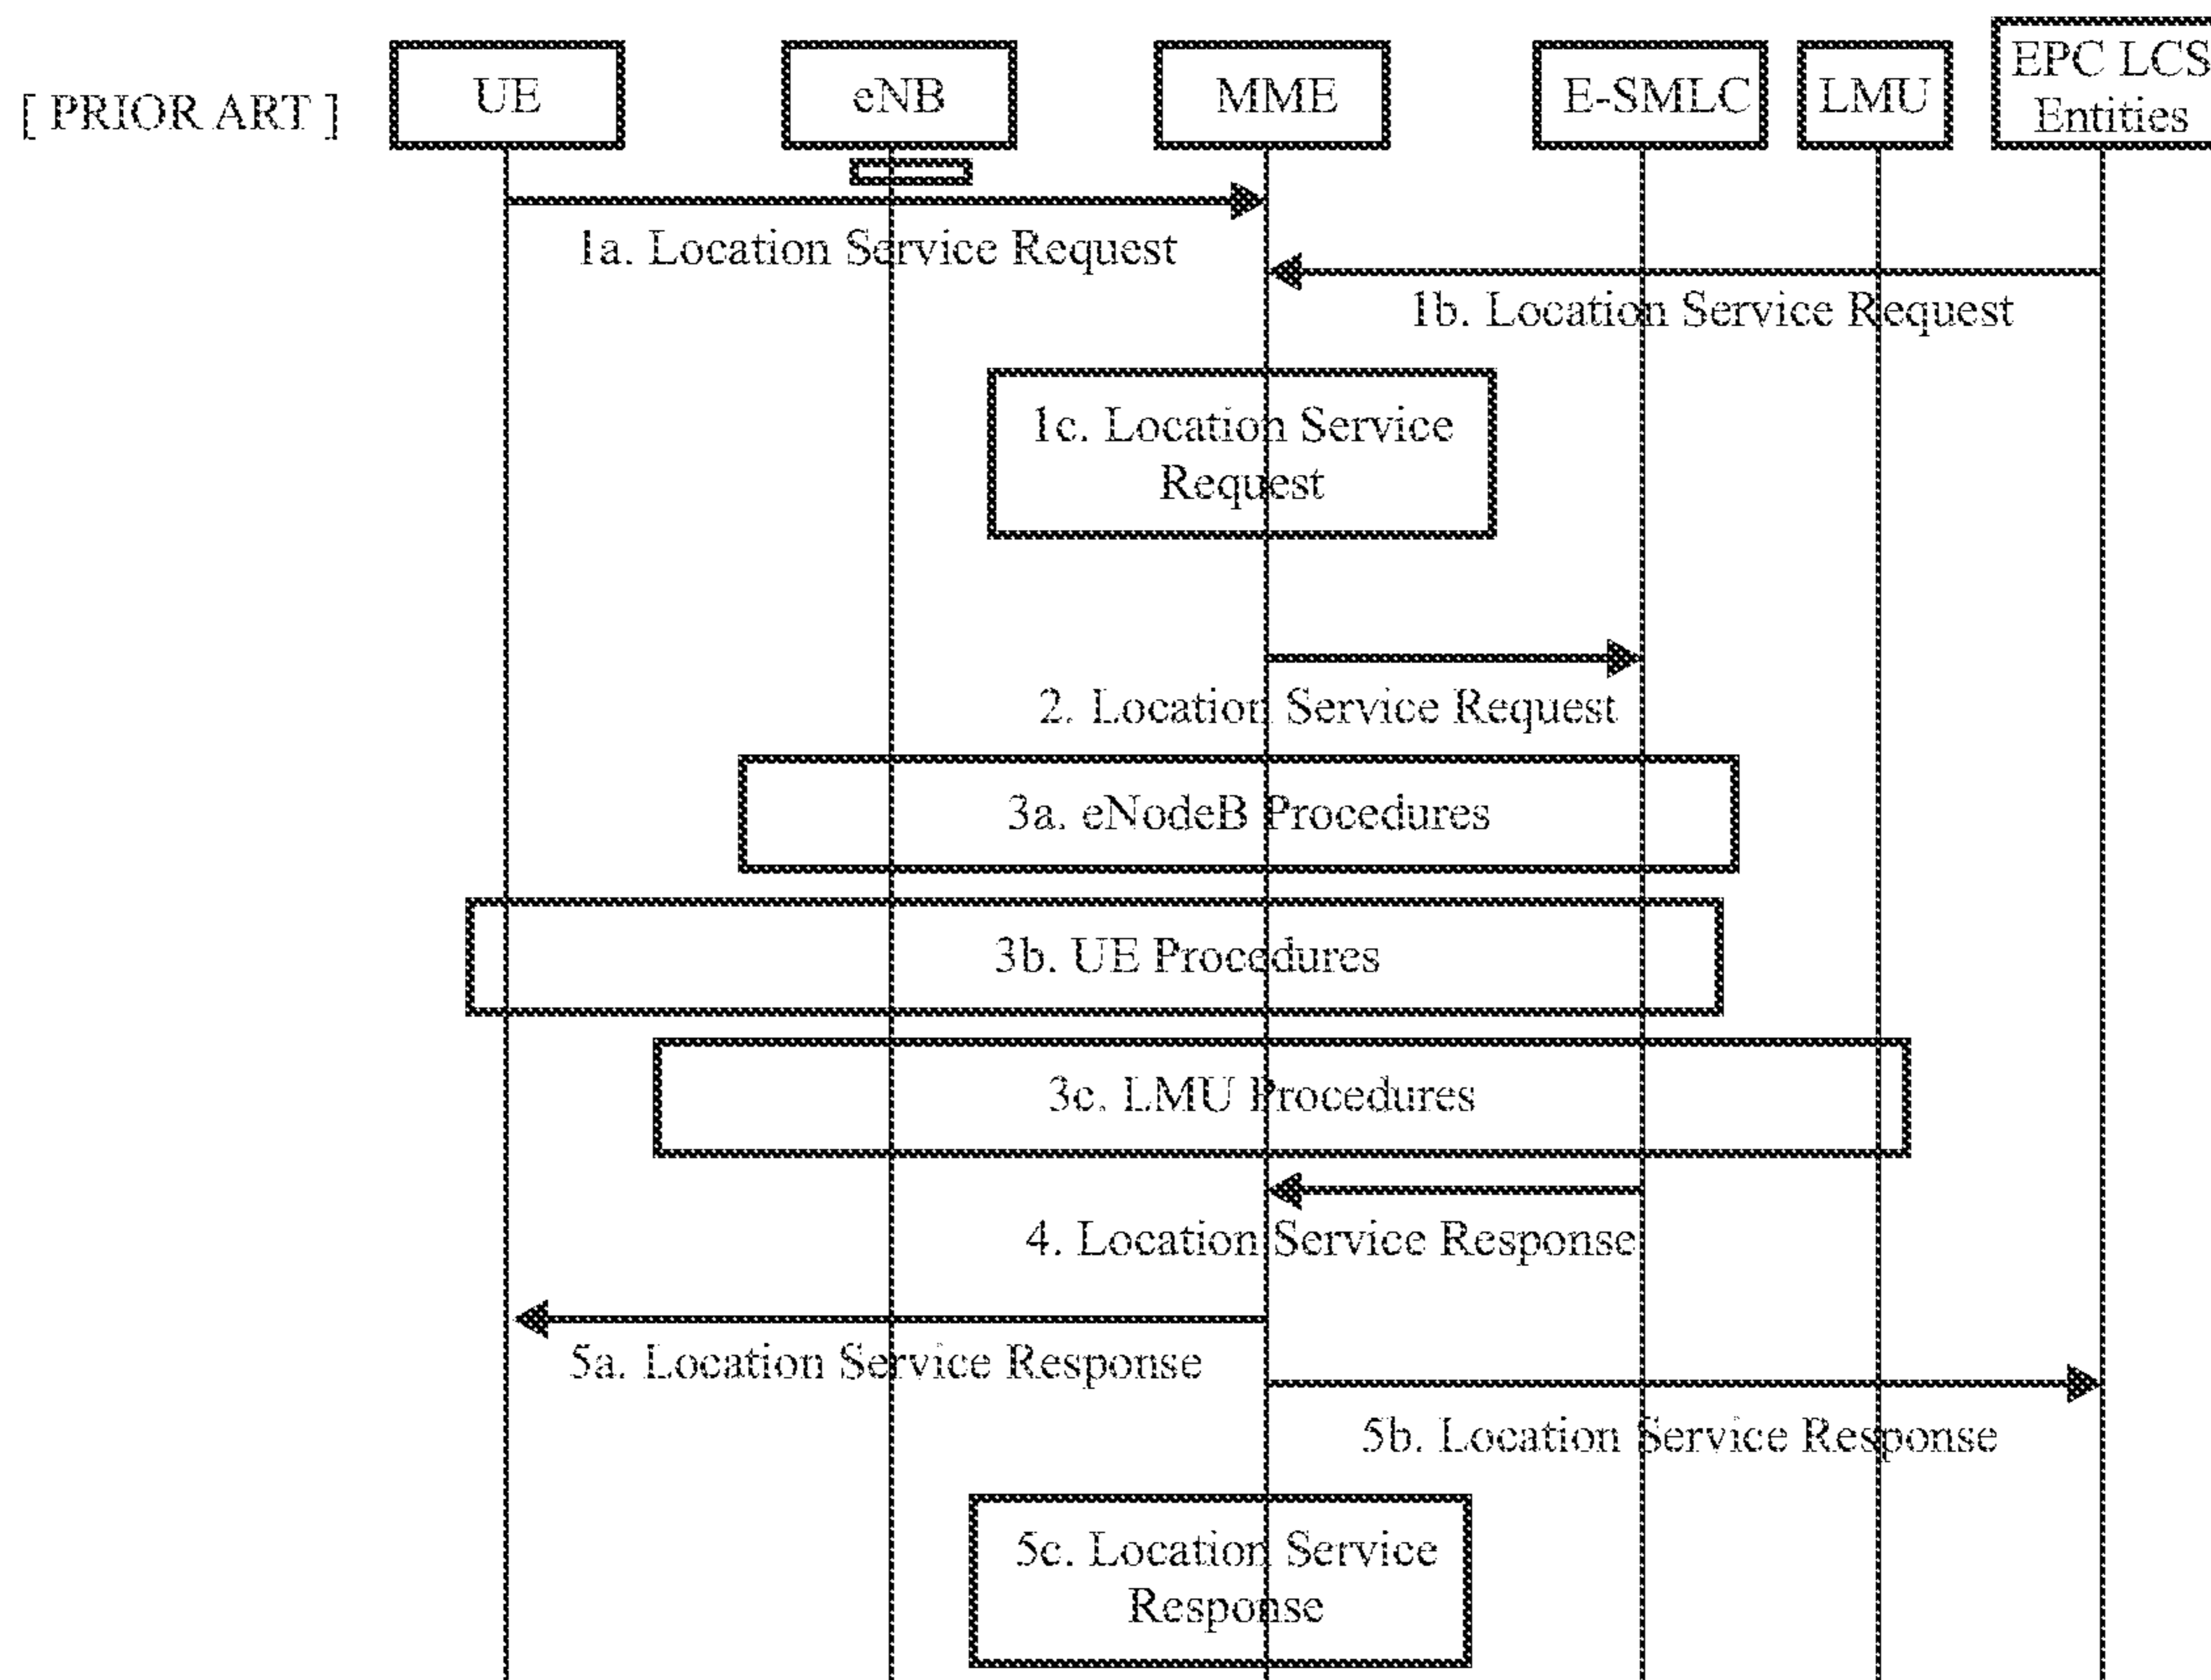 [ PRIOR ART ]
UE
eNB
MME
E-SMLC
LMU
EPC LCS
Entities
1a. Location Service Request
1b. Location Service Request
1c. Location Service
Request
2. Location Service Request
3a. eNodeB Procedures
3b. UE Procedures
3c. LMU Procedures
4. Location Service Response
5a. Location Service Response
5b. Location Service Response
5c. Location Service
Response